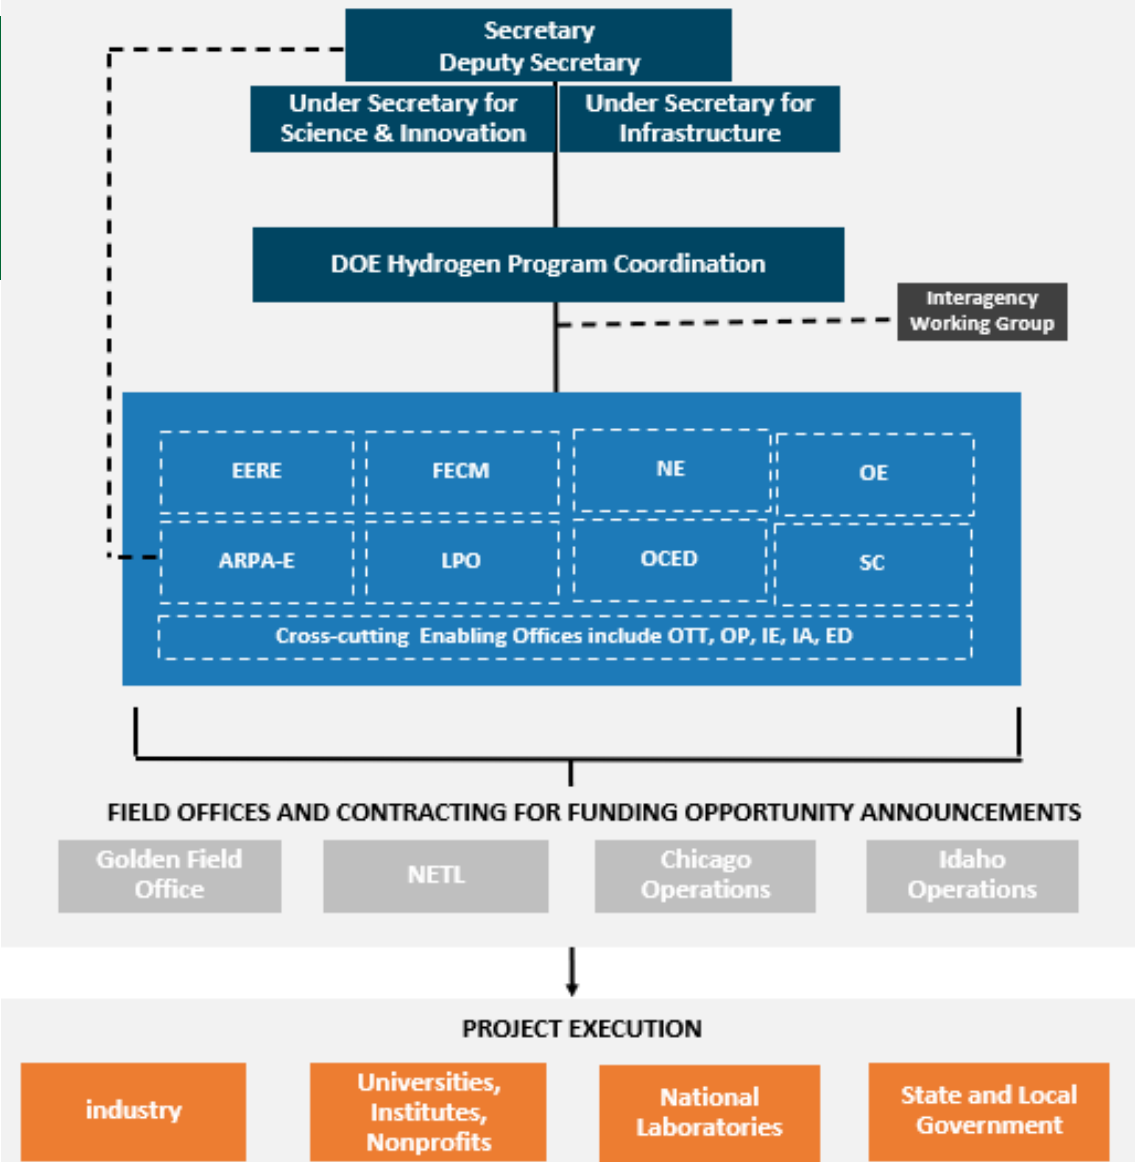 Secretary
Deputy Secretary
Under Secretary for
Science & Innovation
Under Secretary for
Infrastructure
DOE Hydrogen Program Coordination
Interagency
Working Group
EERE
FECM
NE
OE
ARPA-E
LPO
OCED
SC
Cross-cutting Enabling Offices include OTT, OP, IE, IA, ED
FIELD OFFICES AND CONTRACTING FOR FUNDING OPPORTUNITY ANNOUNCEMENTS
Golden Field
Office
NETL
Chicago
Operations
Idaho
Operations
PROJECT EXECUTION
industry
Universities,
Institutes,
Nonprofits
National
Laboratories
State and Local
Government